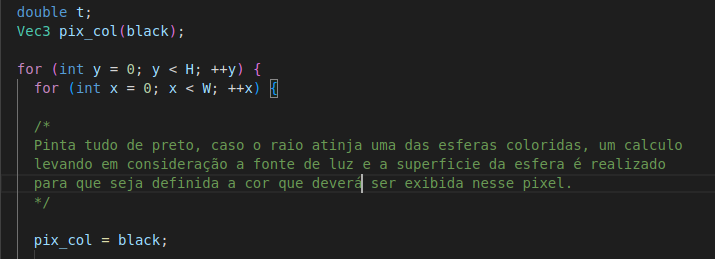 double t;
Vec3 pix_col(black);
for (int y = 0; y < H; ++y) {
for (int x = 0; x < W; ++x) {
/*
Pinta tudo de preto, caso o raio atinja uma das esferas coloridas, um calculo
levando em consideração a fonte de luz e a superficie da esfera é realizado
para que seja definida a cor que deverá ser exibida nesse pixel.
*/
pix_col = black;